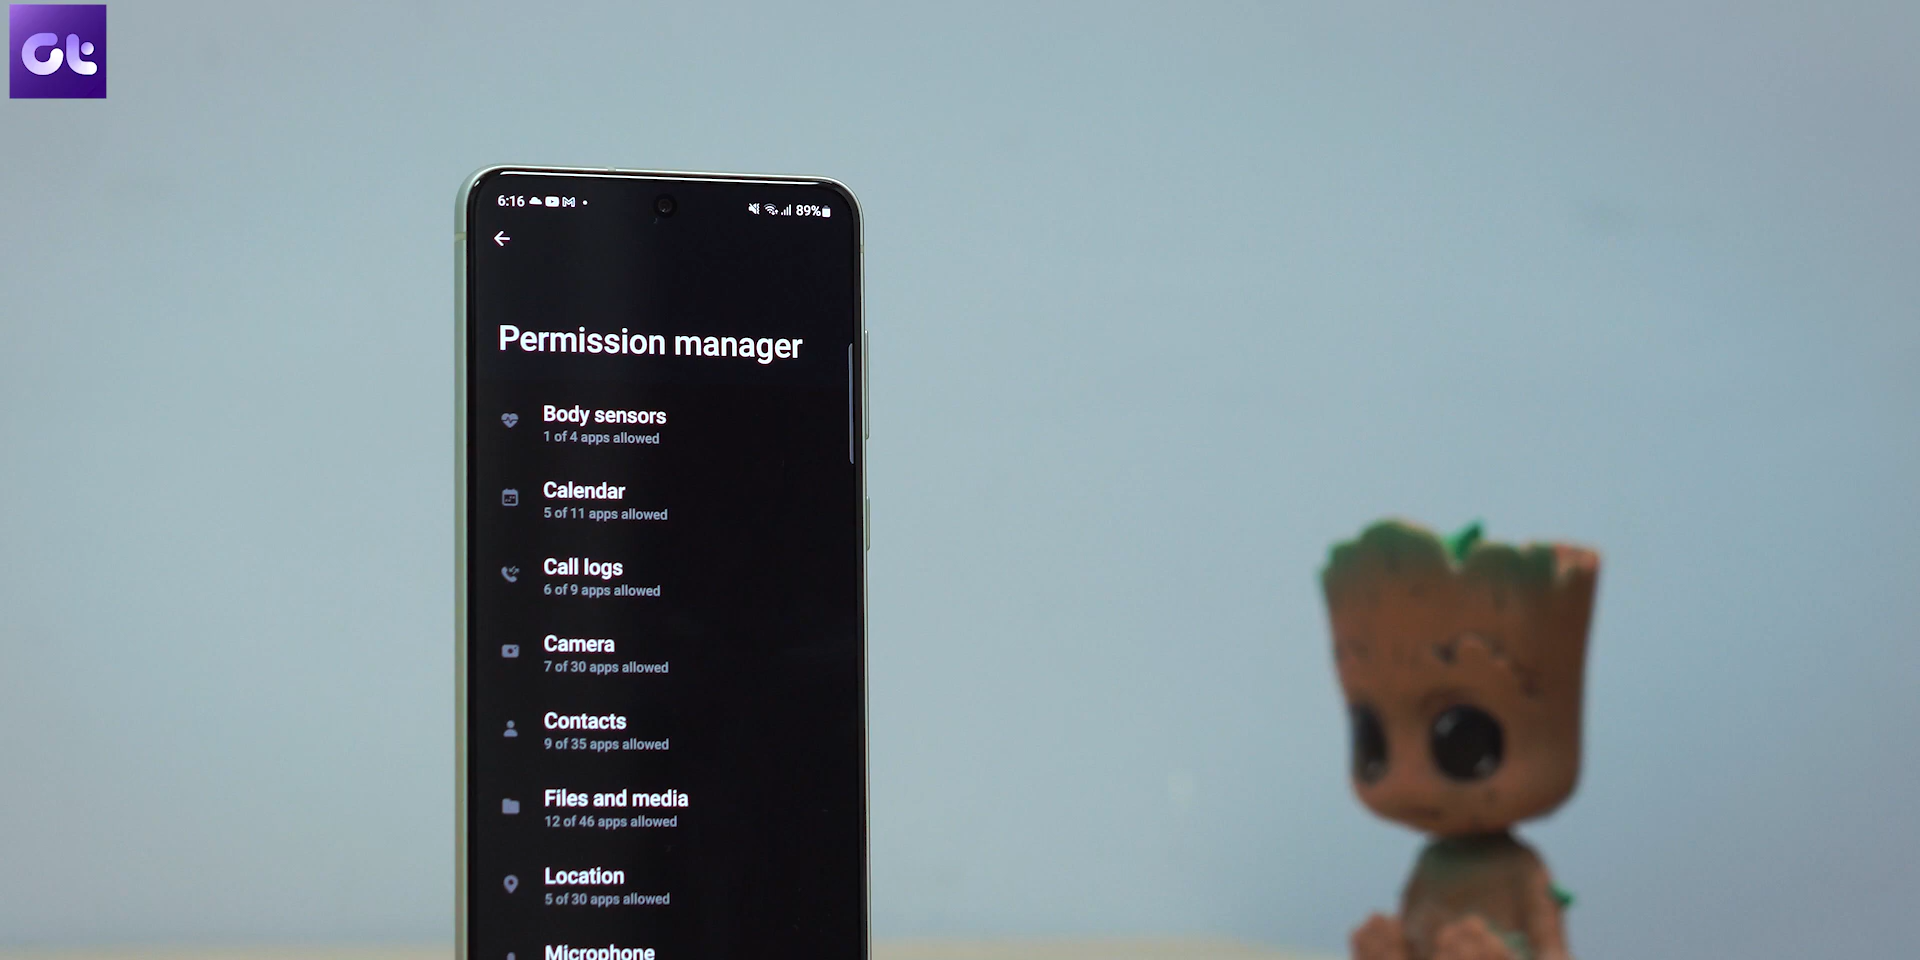 Gt
6:16
89%
Permission manager
Body sensors
1 of 4 apps allowed
Calendar
5 of 11 apps allowed
Call logs
6 of 9 apps allowed
Camera
7 of 30 apps allowed
Contacts
9 of 35 apps allowed
Files and media
12 of 46 apps allowed
Location
5 of 30 apps allowed
Microphone